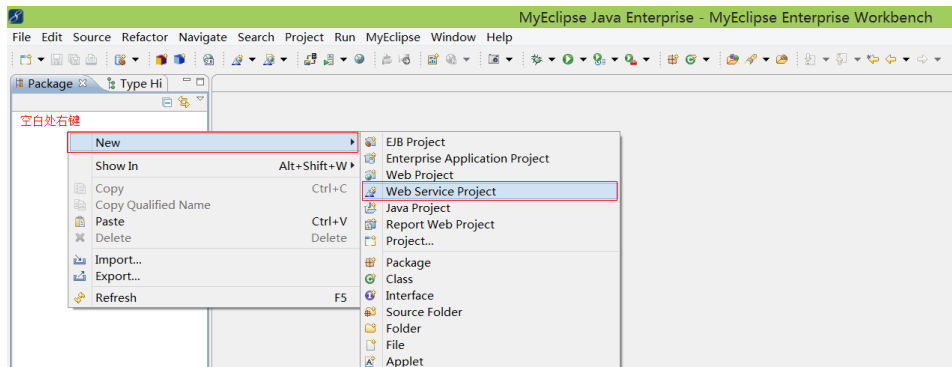 MyEclipse Java Enterprise - MyEclipse Enterprise Workbench
File Edit Source Refactor Navigate Search Project Run MyEclipse Window Help
Package Type Hi
空白处右键
New
Show In Alt+Shift+W
Copy Ctrl+C
Copy Qualified Name
Paste Ctrl+V
Delete Delete
Import...
Export...
Refresh F5
EJB Project
Enterprise Application Project
Web Project
Web Service Project
Java Project
Report Web Project
Project...
Package
Class
Interface
Source Folder
Folder
File
Applet